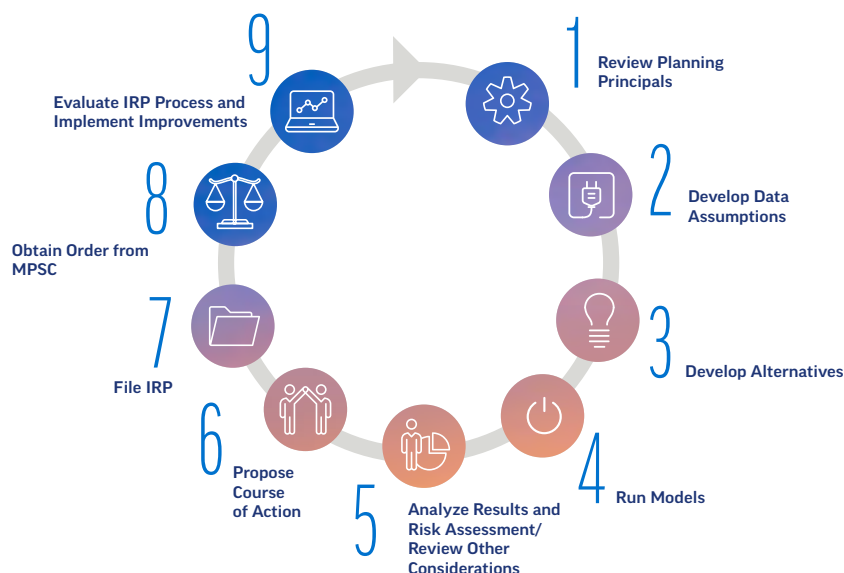 1
Review Planning
Principals
2
Develop Data
Assumptions
3
Develop Alternatives
4
Run Models
5
Analyze Results and
Risk Assessment/
Review Other
Considerations
6
Propose
Course
of Action
7
File IRP
8
Obtain Order from
MPSC
9
Evaluate IRP Process and
Implement Improvements